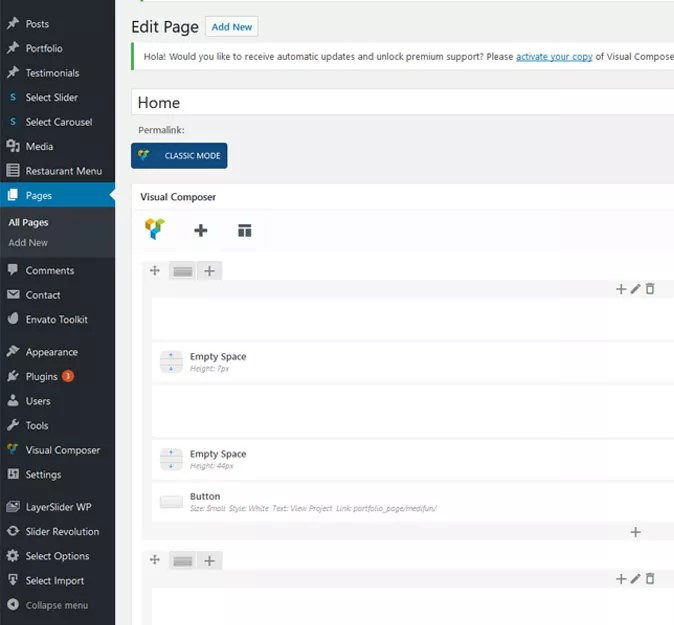 Edit Page Add New
Hola! Would you like to receive automatic updates and unlock premium support? Please activate your copy of Visual Compose
Home
Permalink:
CLASSIC MODE
Visual Composer
Empty Space
Height: 7px
Empty Space
Height: 44px
Button
Size: Small Style: White Text: View Project Link: portfolio_page/medifun/
Posts
Portfolio
Testimonials
S Select Slider
S Select Carousel
Media
Restaurant Menu
Pages
All Pages
Add New
Comments
Contact
Envato Toolkit
Appearance
Plugins 3
Users
Tools
Visual Composer
Settings
LayerSlider WP
Slider Revolution
Select Options
Select Import
Collapse menu